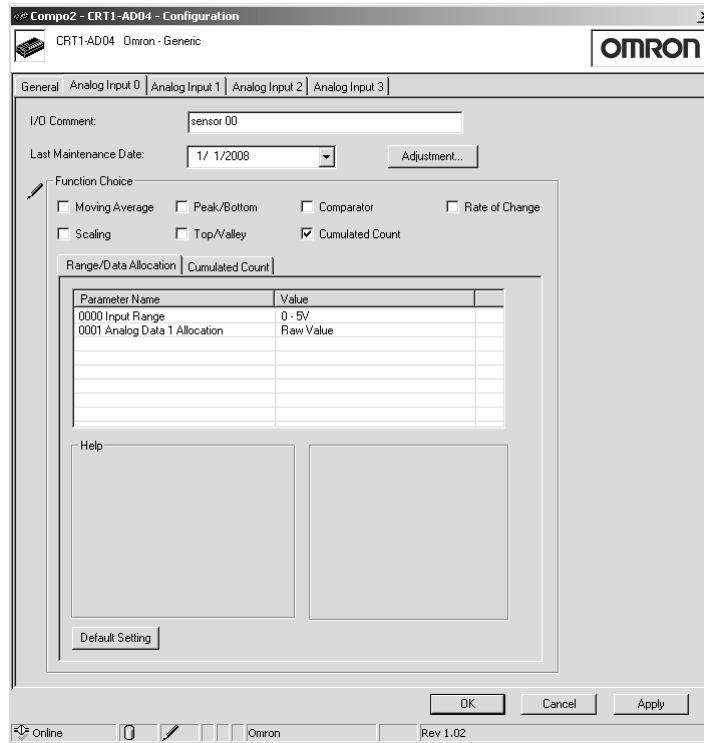 Compo2 - CRT1-AD04 - Configuration
CRT1-AD04 Omron - Generic
OMRON
General Analog Input 0 Analog Input 1 Analog Input 2 Analog Input 3
I/O Comment: sensor 00
Last Maintenance Date: 1/ 1/2008 Adjustment...
Function Choice
Moving Average Peak/Bottom Comparator Rate of Change
Scaling Top/Valley Cumulated Count
Range/Data Allocation Cumulated Count
Parameter Name Value
0000 Input Range 0 - 5V
0001 Analog Data 1 Allocation Raw Value
Help
Default Setting
OK Cancel Apply
Online Omron Rev 1.02